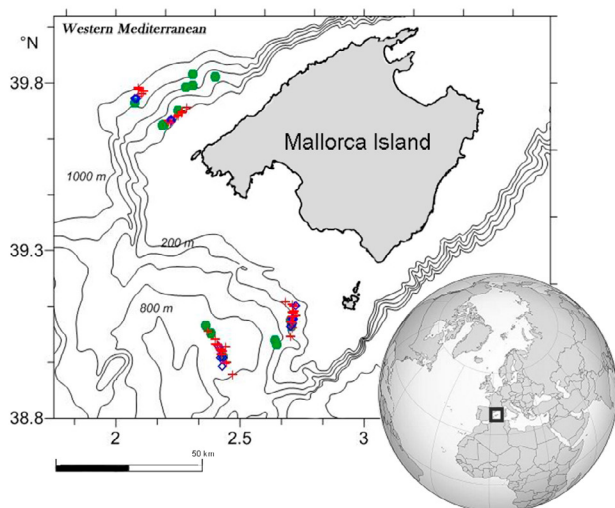 Western Mediterranean
°N
39.8
Mallorca Island
1000 m
39.3
200 m
800 m
38.8
2
2.5
3
50 km